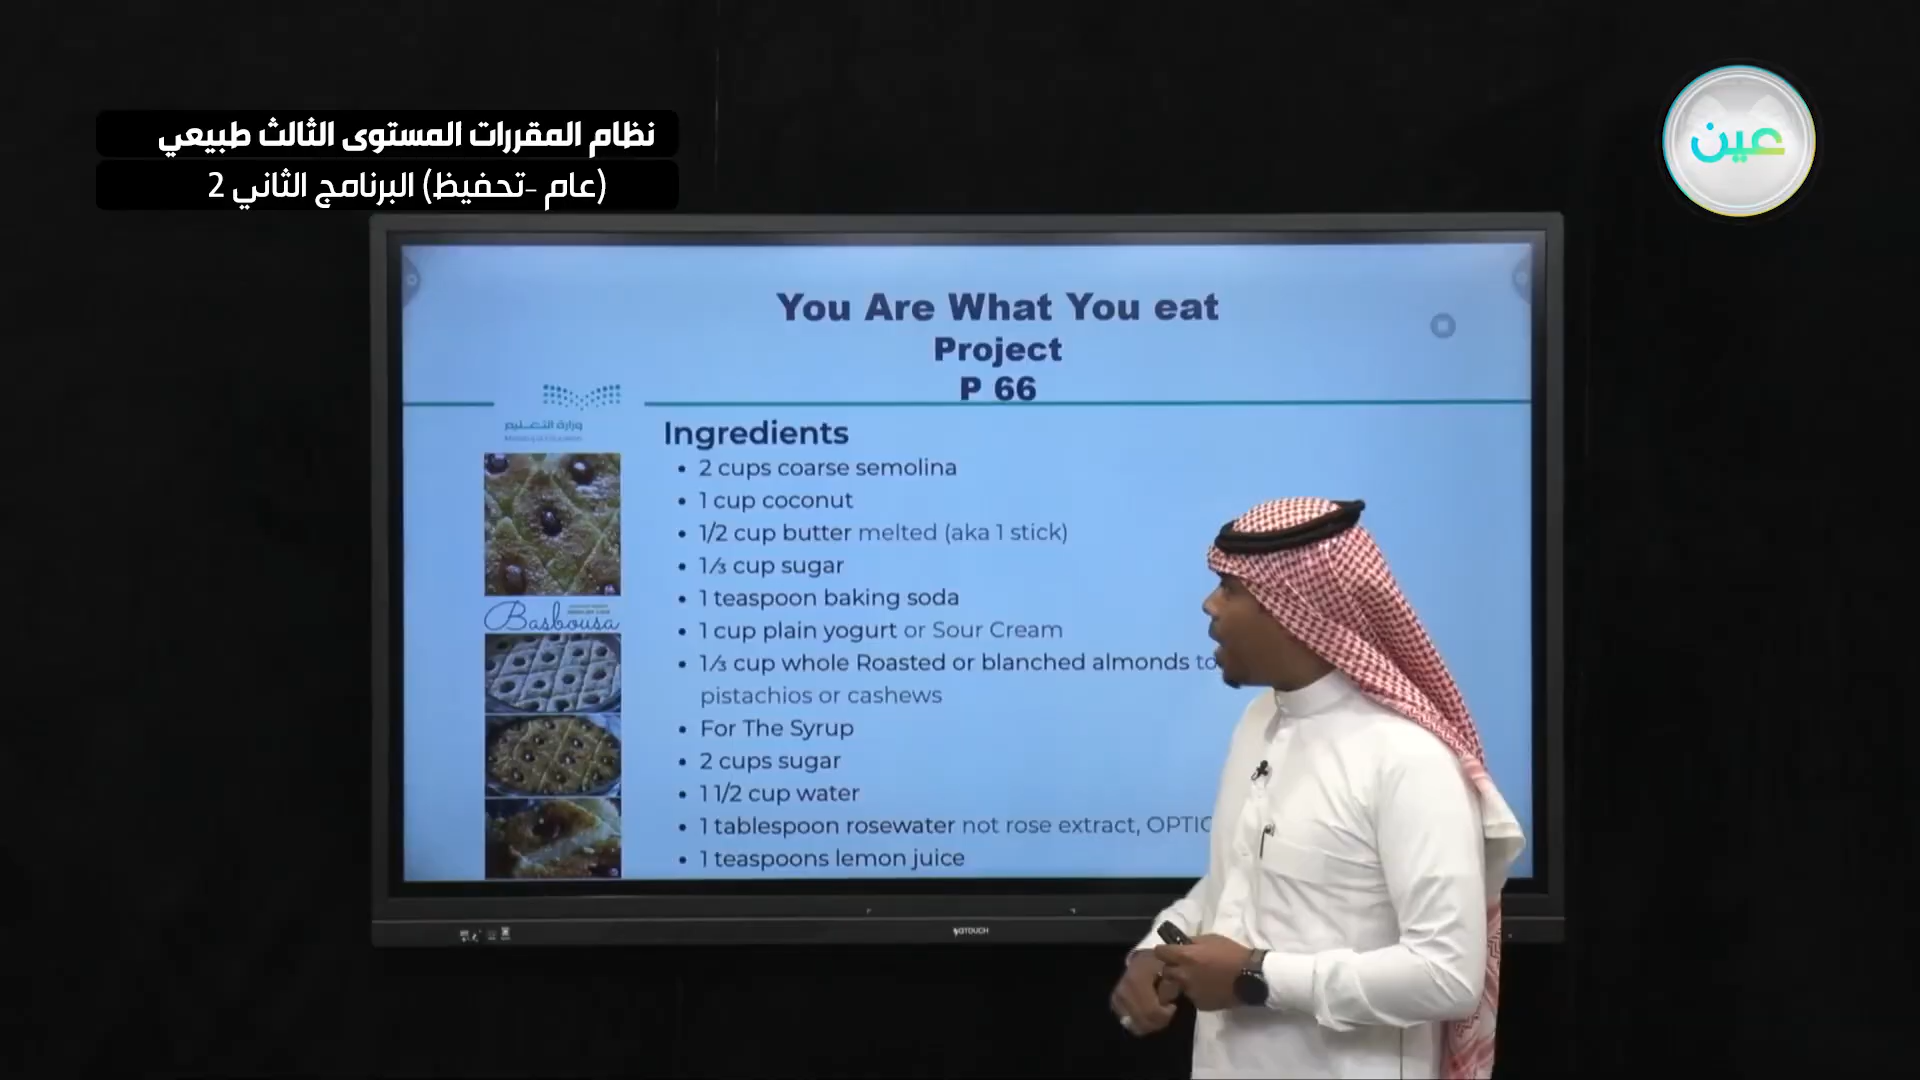 نظام المقررات المستوى الثالث طبيعي
(عام -تحفيظ) البرنامج الثاني 2
عين
You Are What You eat
Project
P 66
وزارة التعليم
Ingredients
• 2 cups coarse semolina
• 1 cup coconut
• 1/2 cup butter melted (aka 1 stick)
• 1/3 cup sugar
• 1 teaspoon baking soda
• 1 cup plain yogurt or Sour Cream
• 1/3 cup whole Roasted or blanched almonds to
pistachios or cashews
• For The Syrup
• 2 cups sugar
• 1 1/2 cup water
• 1 tablespoon rosewater not rose extract,
• 1 teaspoons lemon juice
Basbousa